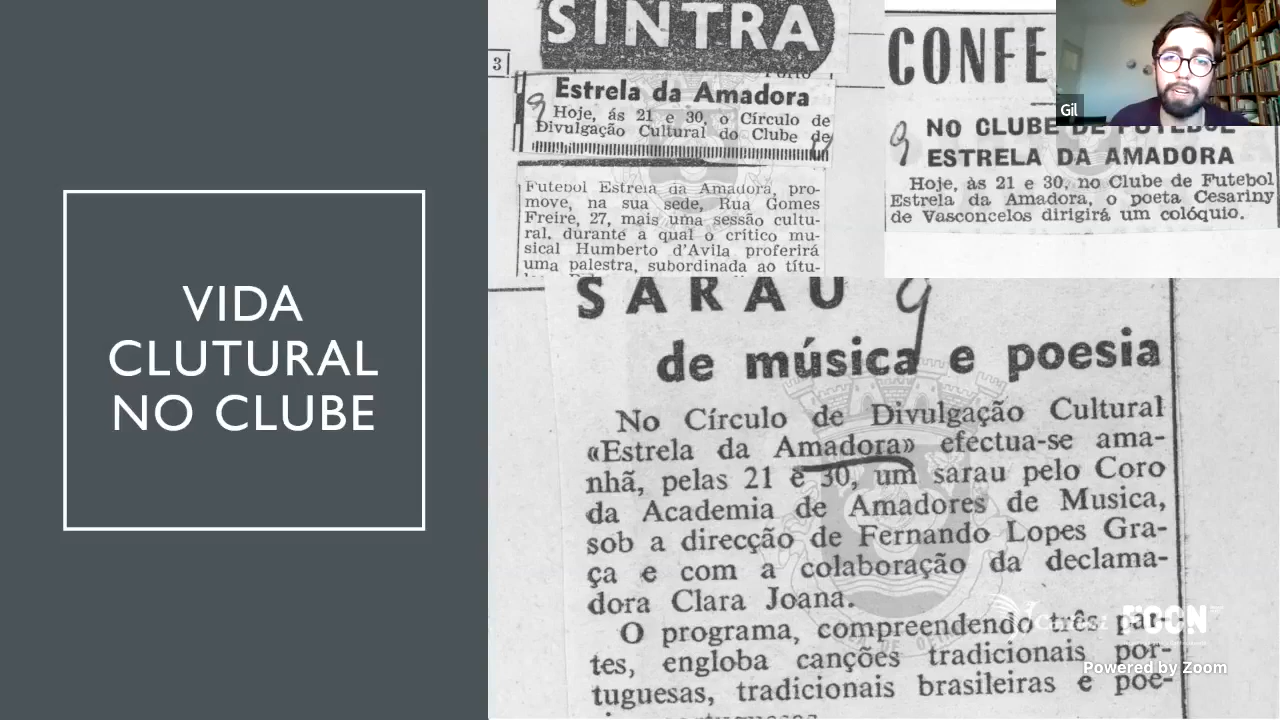 VIDA
CLUTURAL
NO CLUBE
SINTRA
3
Estrela da Amadora
9
Hoje, ás 21 e 30, o Círculo de
Divulgação Cultural do Clube de
Futebol Estrela da Amadora, pro-
move, na sua sede, Rua Gomes
Freire, 27, mais uma sessão cultu-
ral, durante a qual o crítico mu-
sical Humberto d'Avila proferirá
uma palestra, subordinada ao títu-
CONFE
Gil
9
NO CLUBE DE FUTEBOL
ESTRELA DA AMADORA
Hoje, às 21 e 30, no Clube de Futebol
Estrela da Amadora, o poeta Cesariny
de Vasconcelos dirigirá um colóquio.
SARAU 9
de música e poesia
No Círculo de Divulgação Cultural
«Estrela da Amadora» efectua-se ama-
nhã, pelas 21 e 30, um sarau pelo Coro
da Academia de Amadores de Musica,
sob a direcção de Fernando Lopes Gra-
ça e com a colaboração da declama-
dora Clara Joana.
O programa, compreendendo três par-
tes, engloba canções tradicionais por-
tuguesas, tradicionais brasileiras e poe-
Powered by Zoom